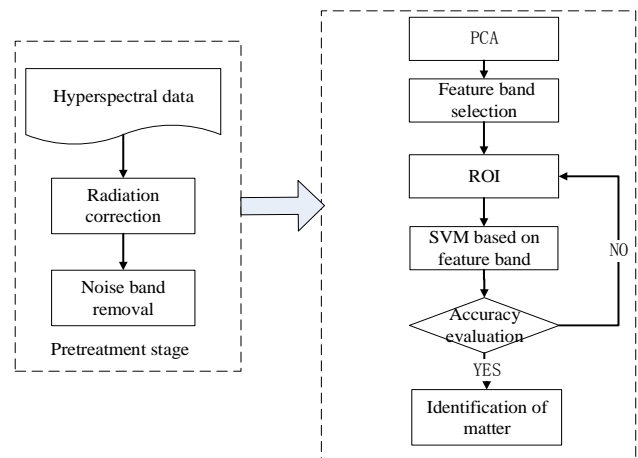 Hyperspectral data
Radiation
correction
Noise band
removal
Pretreatment stage
PCA
Feature band
selection
ROI
SVM based on
feature band
Accuracy
evaluation
NO
YES
Identification of
matter